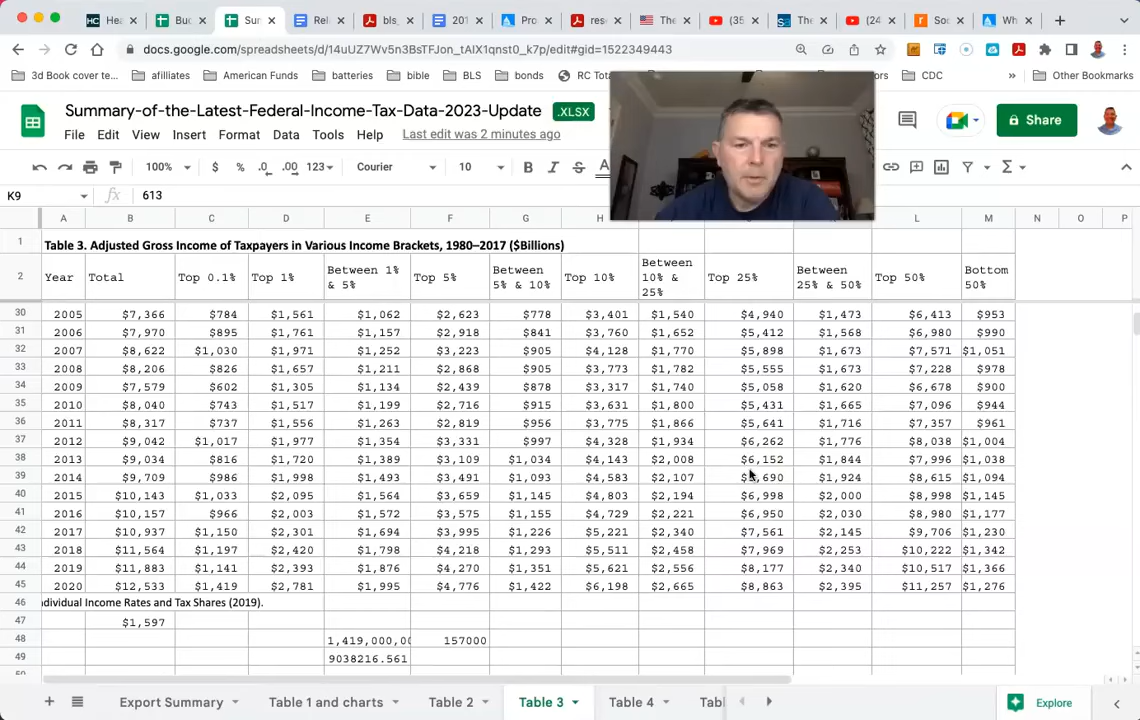 Hea
Buc
Sun
Rel
bls_
201
Pro
rese
The
(35
The
(24
Soc
Wh
docs.google.com/spreadsheets/d/14uUZ7Wv5n3BsTFJon_tAIX1qnst0_k7p/edit#gid=1522349443
3d Book cover te...
afilliates
American Funds
batteries
bible
BLS
bonds
RC Tot
ors
CDC
»
Other Bookmarks
Summary-of-the-Latest-Federal-Income-Tax-Data-2023-Update .XLSX
Share
File Edit View Insert Format Data Tools Help Last edit was 2 minutes ago
100% $ % .0 .00 123 Courier 10 B I S A
K9 fx 613
A B C D E F G H L M N O P
1 Table 3. Adjusted Gross Income of Taxpayers in Various Income Brackets, 1980–2017 ($Billions)
2 Year Total Top 0.1% Top 1% Between 1% & 5% Top 5% Between 5% & 10% Top 10% Between 10% & 25% Top 25% Between 25% & 50% Top 50% Bottom 50%
30 2005 $7,366 $784 $1,561 $1,062 $2,623 $778 $3,401 $1,540 $4,940 $1,473 $6,413 $953
31 2006 $7,970 $895 $1,761 $1,157 $2,918 $841 $3,760 $1,652 $5,412 $1,568 $6,980 $990
32 2007 $8,622 $1,030 $1,971 $1,252 $3,223 $905 $4,128 $1,770 $5,898 $1,673 $7,571 $1,051
33 2008 $8,206 $826 $1,657 $1,211 $2,868 $905 $3,773 $1,782 $5,555 $1,673 $7,228 $978
34 2009 $7,579 $602 $1,305 $1,134 $2,439 $878 $3,317 $1,740 $5,058 $1,620 $6,678 $900
35 2010 $8,040 $743 $1,517 $1,199 $2,716 $915 $3,631 $1,800 $5,431 $1,665 $7,096 $944
36 2011 $8,317 $737 $1,556 $1,263 $2,819 $956 $3,775 $1,866 $5,641 $1,716 $7,357 $961
37 2012 $9,042 $1,017 $1,977 $1,354 $3,331 $997 $4,328 $1,934 $6,262 $1,776 $8,038 $1,004
38 2013 $9,034 $816 $1,720 $1,389 $3,109 $1,034 $4,143 $2,008 $6,152 $1,844 $7,996 $1,038
39 2014 $9,709 $986 $1,998 $1,493 $3,491 $1,093 $4,583 $2,107 $6,690 $1,924 $8,615 $1,094
40 2015 $10,143 $1,033 $2,095 $1,564 $3,659 $1,145 $4,803 $2,194 $6,998 $2,000 $8,998 $1,145
41 2016 $10,157 $966 $2,003 $1,572 $3,575 $1,155 $4,729 $2,221 $6,950 $2,030 $8,980 $1,177
42 2017 $10,937 $1,150 $2,301 $1,694 $3,995 $1,226 $5,221 $2,340 $7,561 $2,145 $9,706 $1,230
43 2018 $11,564 $1,197 $2,420 $1,798 $4,218 $1,293 $5,511 $2,458 $7,969 $2,253 $10,222 $1,342
44 2019 $11,883 $1,141 $2,393 $1,876 $4,270 $1,351 $5,621 $2,556 $8,177 $2,340 $10,517 $1,366
45 2020 $12,533 $1,419 $2,781 $1,995 $4,776 $1,422 $6,198 $2,665 $8,863 $2,395 $11,257 $1,276
46 dividual Income Rates and Tax Shares (2019).
47 $1,597
48 1,419,000,00 157000
49 9038216.561
Export Summary Table 1 and charts Table 2 Table 3 Table 4 Tabl Explore